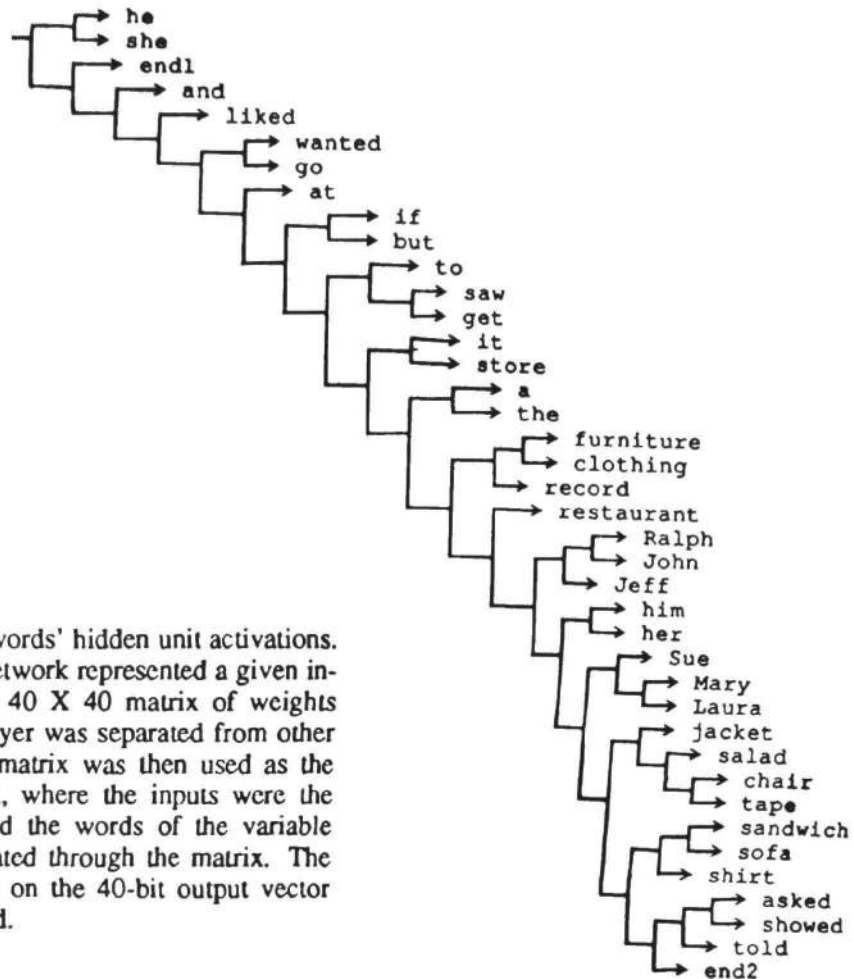 he
she
end1
and
liked
wanted
go
at
if
but
to
saw
get
it
store
a
the
furniture
clothing
record
restaurant
Ralph
John
Jeff
him
her
Sue
Mary
Laura
jacket
salad
chair
tape
sandwich
sofa
shirt
asked
showed
told
end2
words' hidden unit activations.
etwork represented a given in-
40 X 40 matrix of weights
yer was separated from other
matrix was then used as the
, where the inputs were the
d the words of the variable
ated through the matrix. The
on the 40-bit output vector
d.